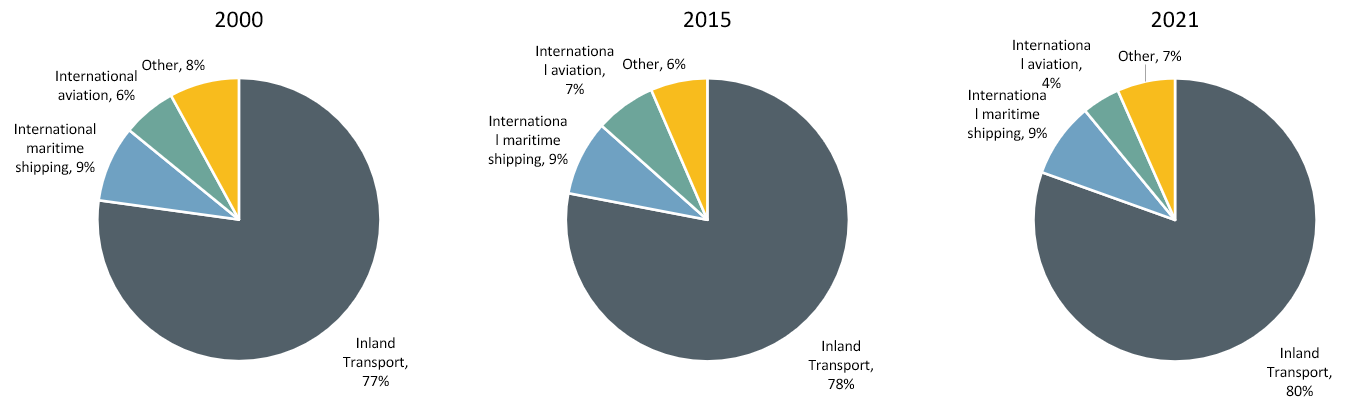 2000
Other, 8%
International
aviation, 6%
International
maritime
shipping, 9%
Inland
Transport,
77%
2015
Internationa
l aviation,
7%
Other, 6%
Internationa
l maritime
shipping, 9%
Inland
Transport,
78%
2021
Internationa
l aviation,
4%
Other, 7%
Internationa
l maritime
shipping, 9%
Inland
Transport,
80%